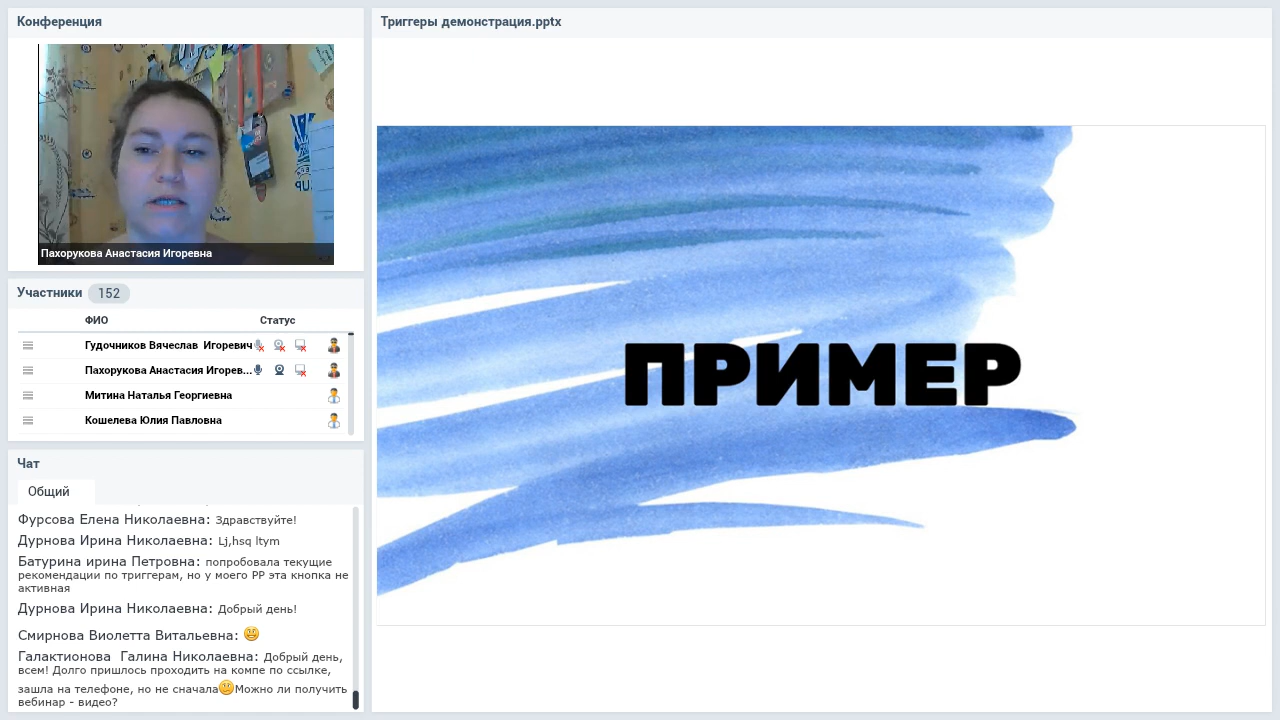 Конференция
Пахорукова Анастасия Игоревна
Участники 152
ФИО Статус
Гудочников Вячеслав Игоревич
Пахорукова Анастасия Игорев...
Митина Наталья Георгиевна
Кошелева Юлия Павловна
Чат
Общий
Фурсова Елена Николаевна: Здравствуйте!
Дурнова Ирина Николаевна: Lj,hsq ltym
Батурина ирина Петровна: попробовала текущие
рекомендации по триггерам, но у моего PP эта кнопка не
активная
Дурнова Ирина Николаевна: Добрый день!
Смирнова Виолетта Витальевна:
Галактионова Галина Николаевна: Добрый день,
всем! Долго пришлось проходить на компе по ссылке,
зашла на телефоне, но не сначала Можно ли получить
вебинар - видео?
Триггеры демонстрация.pptx
ПРИМЕР